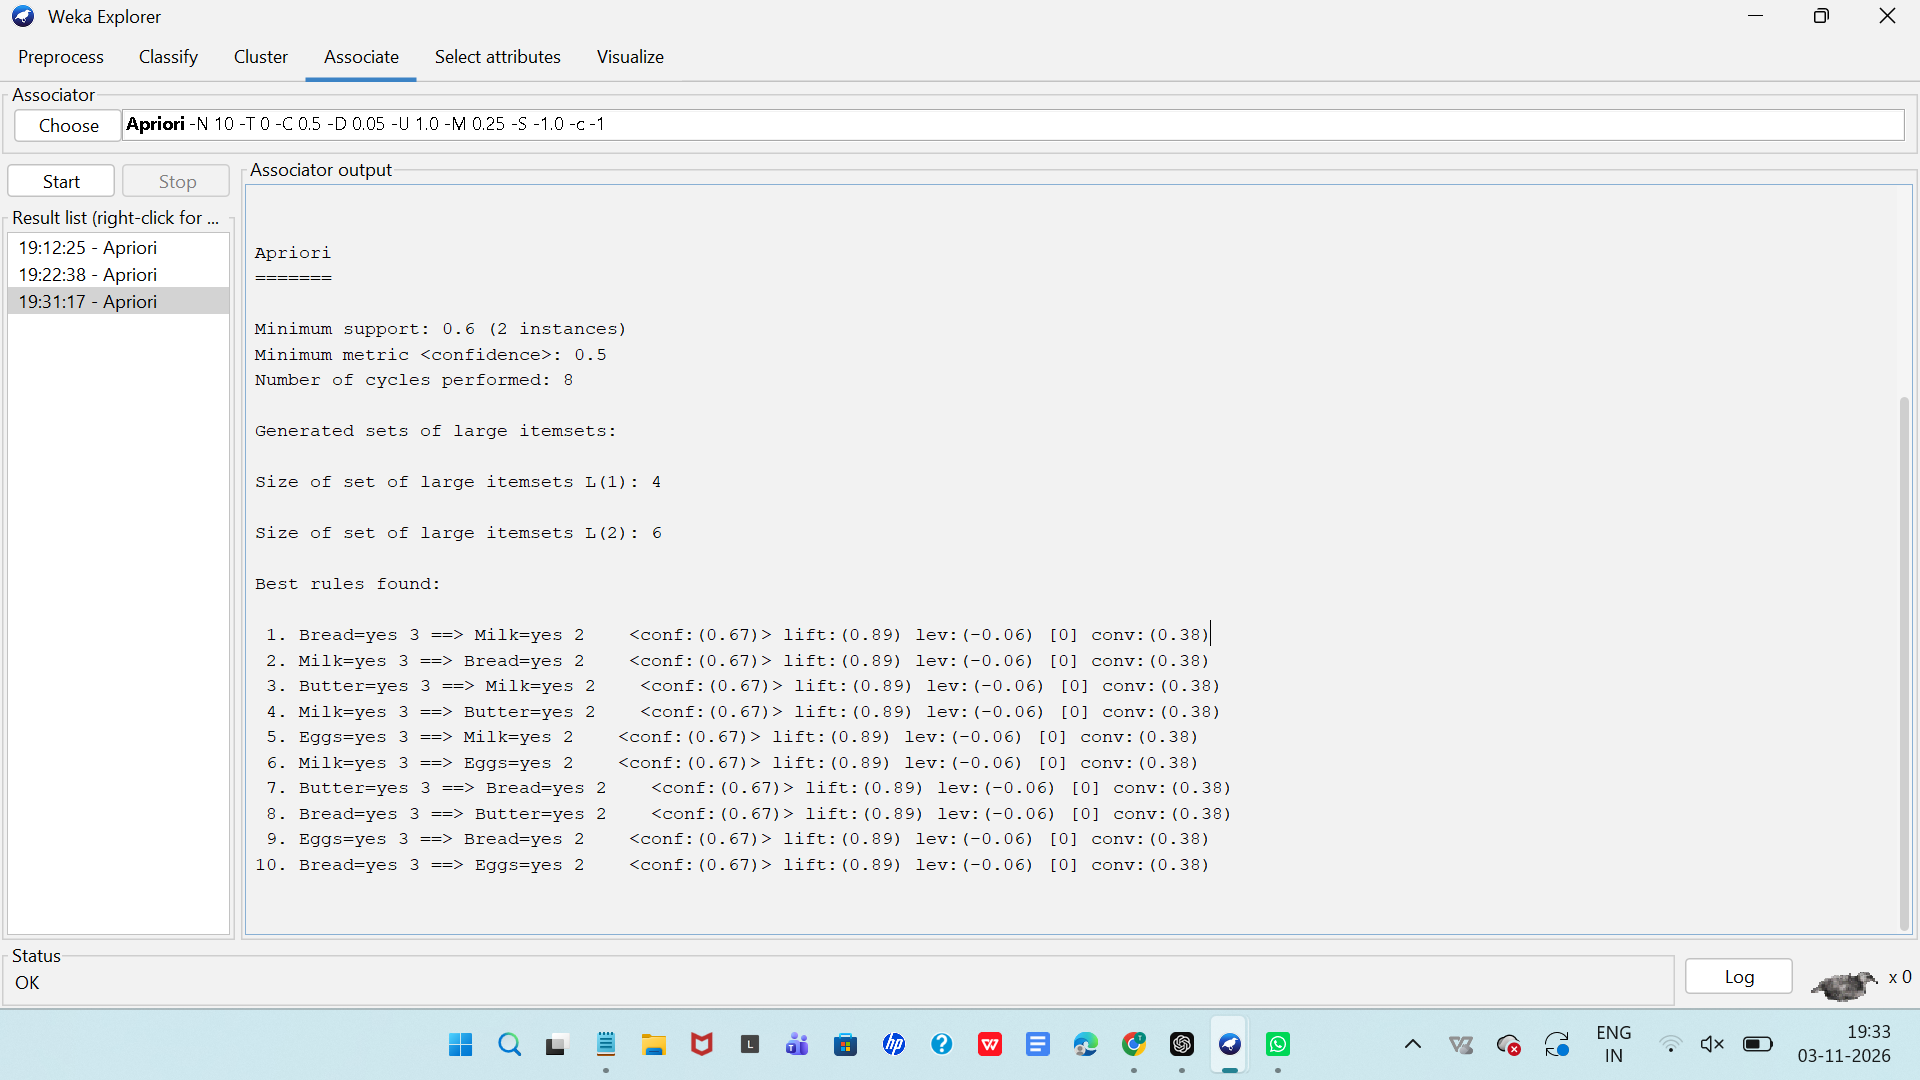 Weka Explorer
Preprocess Classify Cluster Associate Select attributes Visualize
Associator
Choose Apriori -N 10 -T 0 -C 0.5 -D 0.05 -U 1.0 -M 0.25 -S -1.0 -c -1
Start Stop
Result list (right-click for ...
19:12:25 - Apriori
19:22:38 - Apriori
19:31:17 - Apriori
Associator output
Apriori
=======
Minimum support: 0.6 (2 instances)
Minimum metric <confidence>: 0.5
Number of cycles performed: 8
Generated sets of large itemsets:
Size of set of large itemsets L(1): 4
Size of set of large itemsets L(2): 6
Best rules found:
1. Bread=yes 3 ==> Milk=yes 2    <conf:(0.67)> lift:(0.89) lev:(-0.06) [0] conv:(0.38)
2. Milk=yes 3 ==> Bread=yes 2    <conf:(0.67)> lift:(0.89) lev:(-0.06) [0] conv:(0.38)
3. Butter=yes 3 ==> Milk=yes 2    <conf:(0.67)> lift:(0.89) lev:(-0.06) [0] conv:(0.38)
4. Milk=yes 3 ==> Butter=yes 2    <conf:(0.67)> lift:(0.89) lev:(-0.06) [0] conv:(0.38)
5. Eggs=yes 3 ==> Milk=yes 2    <conf:(0.67)> lift:(0.89) lev:(-0.06) [0] conv:(0.38)
6. Milk=yes 3 ==> Eggs=yes 2    <conf:(0.67)> lift:(0.89) lev:(-0.06) [0] conv:(0.38)
7. Butter=yes 3 ==> Bread=yes 2    <conf:(0.67)> lift:(0.89) lev:(-0.06) [0] conv:(0.38)
8. Bread=yes 3 ==> Butter=yes 2    <conf:(0.67)> lift:(0.89) lev:(-0.06) [0] conv:(0.38)
9. Eggs=yes 3 ==> Bread=yes 2    <conf:(0.67)> lift:(0.89) lev:(-0.06) [0] conv:(0.38)
10. Bread=yes 3 ==> Eggs=yes 2    <conf:(0.67)> lift:(0.89) lev:(-0.06) [0] conv:(0.38)
Status
OK
Log
x 0
ENG
IN
19:33
03-11-2026